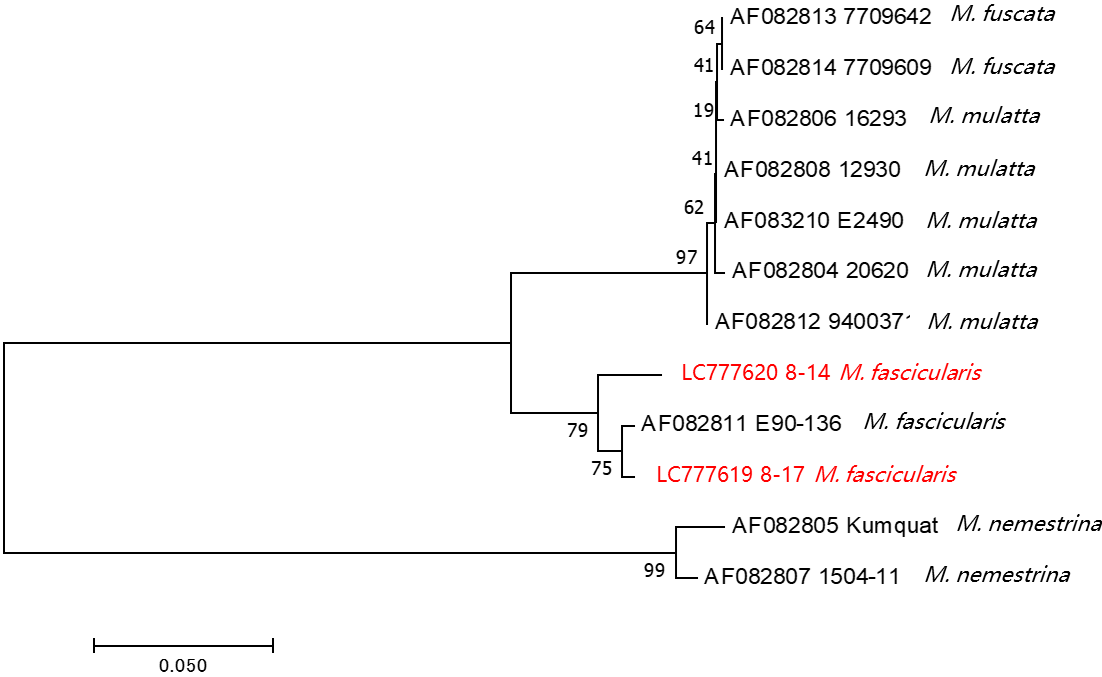 64
AF082813 7709642 M. fuscata
41
AF082814 7709609 M. fuscata
19
AF082806 16293 M. mulatta
41
AF082808 12930 M. mulatta
62
AF083210 E2490 M. mulatta
97
AF082804 20620 M. mulatta
AF082812 M. mulatta
LC777620 8-14 M. fascicularis
79
AF082811 E90-136 M. fascicularis
75
LC777619 8-17 M. fascicularis
AF082805 Kumquat M. nemestrina
99
AF082807 1504-11 M. nemestrina
0.050